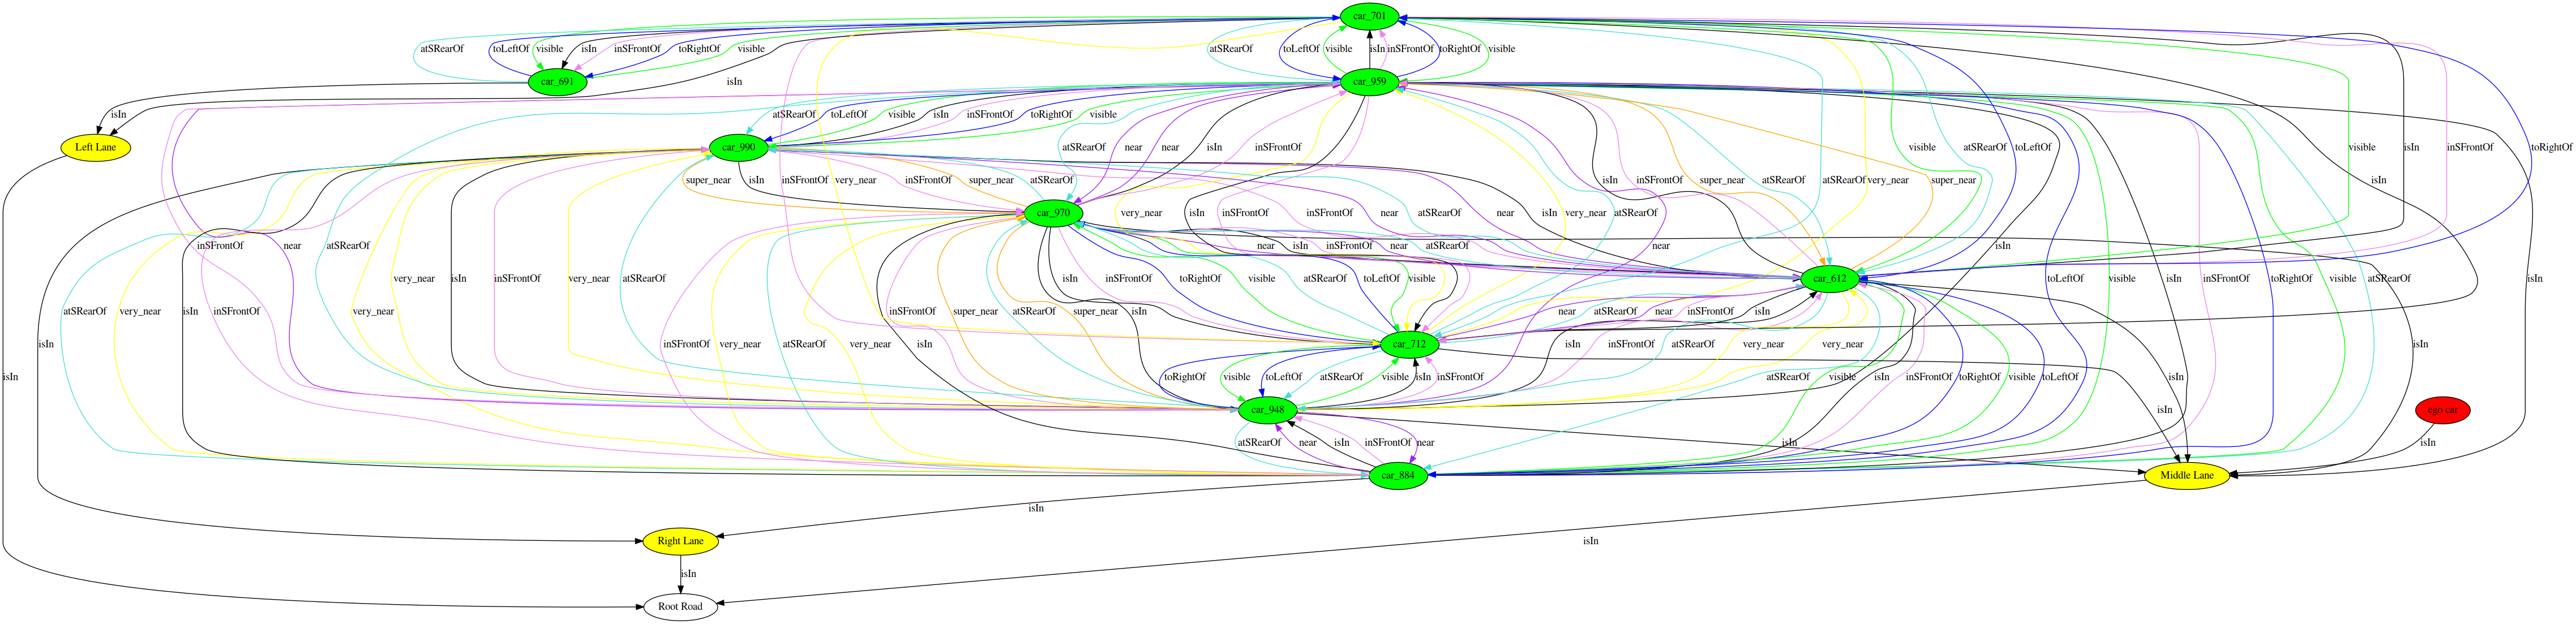 car_701
atSRearOf toLeftOf visible isIn inSFrontOf toRightOf visible atSRearOf toLeftOf visible isIn inSFrontOf toRightOf visible
car_691 isIn car_959
isIn atSRearOf toLeftOf visible isIn inSFrontOf toRightOf visible
Left Lane car_990 atSRearOf near near isIn inSFrontOf visible atSRearOf toLeftOf visible isIn inSFrontOf toRightOf
super_near isIn inSFrontOf super_near atSRearOf inSFrontOf very_near isIn inSFrontOf super_near atSRearOf atSRearOf very_near super_near isIn
car_970 very_near isIn inSFrontOf inSFrontOf near atSRearOf near isIn very_near atSRearOf
inSFrontOf near atSRearOf near isIn inSFrontOf near atSRearOf near isIn
atSRearOf very_near isIn inSFrontOf very_near atSRearOf isIn inSFrontOf toRightOf visible atSRearOf toLeftOf visible car_612 toLeftOf visible isIn inSFrontOf toRightOf visible atSRearOf isIn
atSRearOf very_near isIn inSFrontOf very_near inSFrontOf super_near atSRearOf super_near isIn near atSRearOf near inSFrontOf isIn
isIn inSFrontOf very_near atSRearOf very_near isIn car_712 isIn inSFrontOf atSRearOf very_near very_near isIn
isIn toRightOf visible toLeftOf atSRearOf visible isIn inSFrontOf atSRearOf visible isIn inSFrontOf toRightOf visible toLeftOf isIn
car_948 isIn ego car
atSRearOf near isIn inSFrontOf near isIn isIn
car_884 Middle Lane
isIn
Right Lane isIn
isIn
Root Road